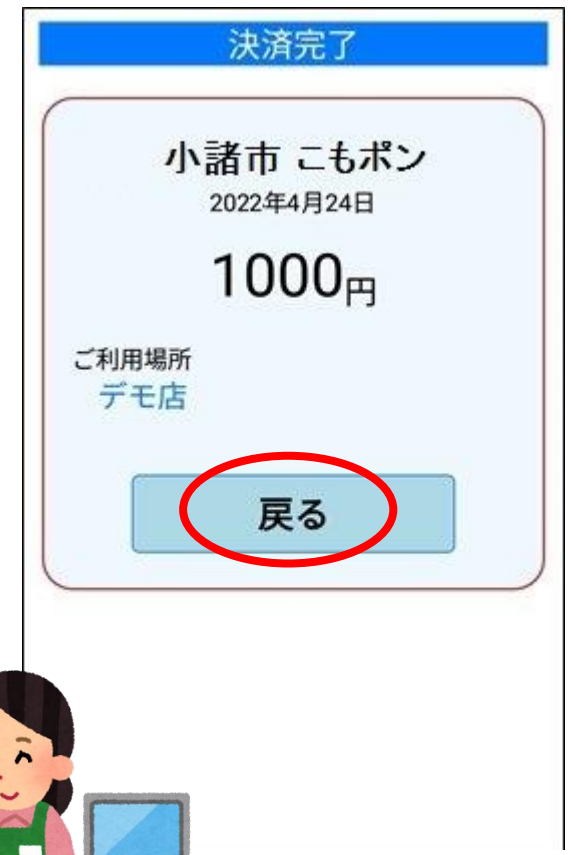 決済完了
小諸市 こもポン
2022年4月24日
1000円
ご利用場所
デモ店
戻る